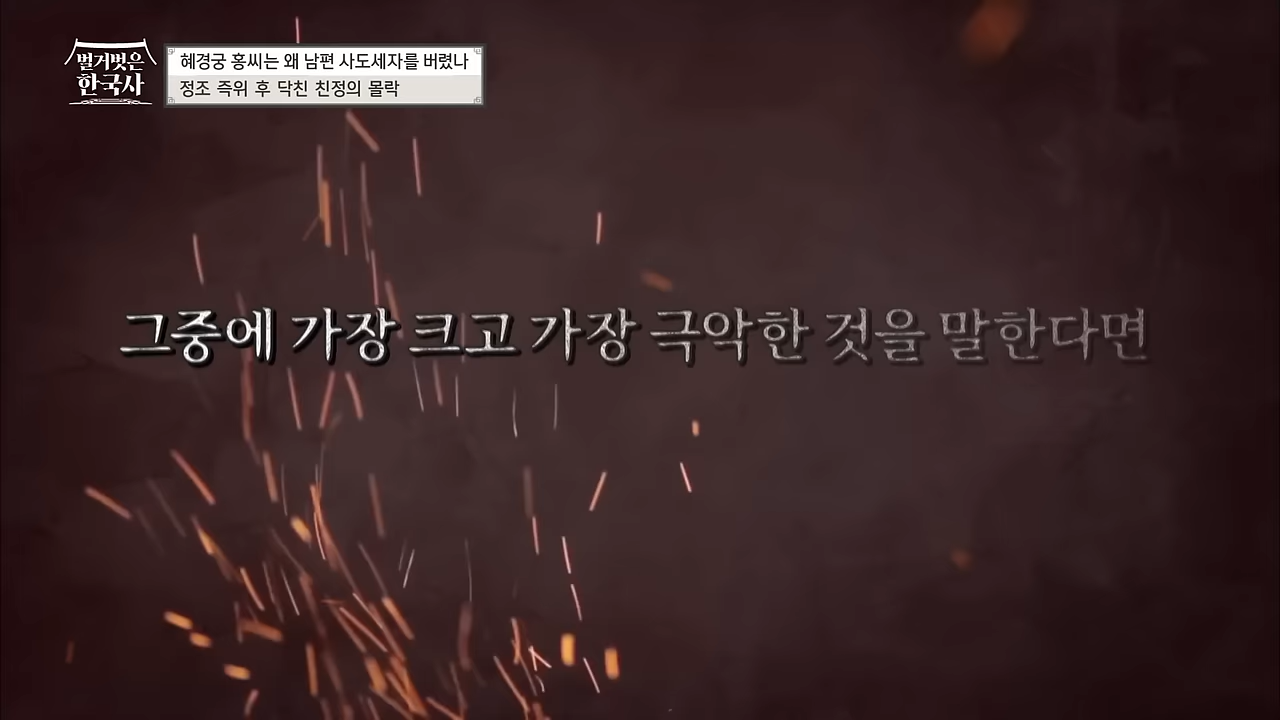 벌거벗은
한국사
혜경궁 홍씨는 왜 남편 사도세자를 버렸나
정조 즉위 후 닥친 친정의 몰락
그중에 가장 크고 가장 극악한 것을 말한다면